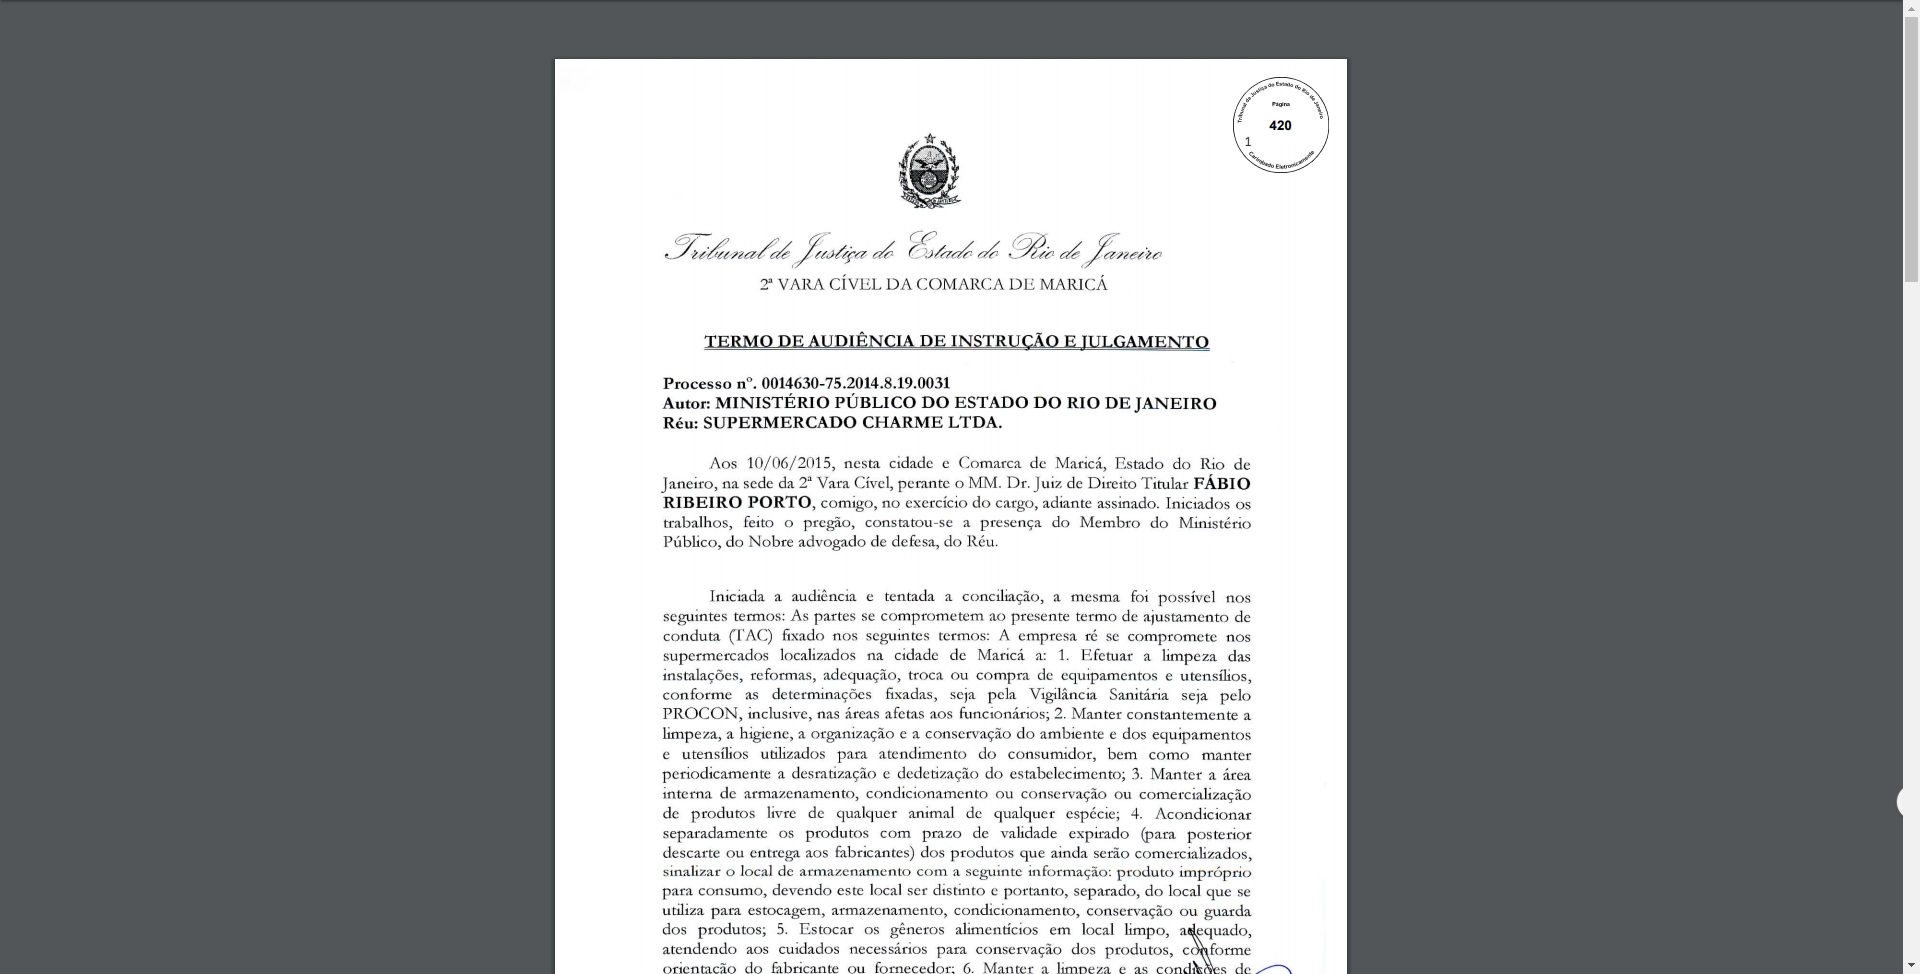 Tribunal de Justiça do Estado do Rio de Janeiro
Página
420
1
Carimbado Eletronicamente
Tribunal de Justiça do Estado do Rio de Janeiro
2ª VARA CÍVEL DA COMARCA DE MARICÁ
TERMO DE AUDIÊNCIA DE INSTRUÇÃO E JULGAMENTO
Processo nº. 0014630-75.2014.8.19.0031
Autor: MINISTÉRIO PÚBLICO DO ESTADO DO RIO DE JANEIRO
Réu: SUPERMERCADO CHARME LTDA.
Aos 10/06/2015, nesta cidade e Comarca de Maricá, Estado do Rio de
Janeiro, na sede da 2ª Vara Cível, perante o MM. Dr. Juiz de Direito Titular FÁBIO
RIBEIRO PORTO, comigo, no exercício do cargo, adiante assinado. Iniciados os
trabalhos, feito o pregão, constatou-se a presença do Membro do Ministério
Público, do Nobre advogado de defesa, do Réu.
Iniciada a audiência e tentada a conciliação, a mesma foi possível nos
seguintes termos: As partes se comprometem ao presente termo de ajustamento de
conduta (TAC) fixado nos seguintes termos: A empresa ré se compromete nos
supermercados localizados na cidade de Maricá a: 1. Efetuar a limpeza das
instalações, reformas, adequação, troca ou compra de equipamentos e utensílios,
conforme as determinações fixadas, seja pela Vigilância Sanitária seja pelo
PROCON, inclusive, nas áreas afetas aos funcionários; 2. Manter constantemente a
limpeza, a higiene, a organização e a conservação do ambiente e dos equipamentos
e utensílios utilizados para atendimento do consumidor, bem como manter
periodicamente a desratização e dedetização do estabelecimento; 3. Manter a área
interna de armazenamento, condicionamento ou conservação ou comercialização
de produtos livre de qualquer animal de qualquer espécie; 4. Acondicionar
separadamente os produtos com prazo de validade expirado (para posterior
descarte ou entrega aos fabricantes) dos produtos que ainda serão comercializados,
sinalizar o local de armazenamento com a seguinte informação: produto impróprio
para consumo, devendo este local ser distinto e portanto, separado, do local que se
utiliza para estocagem, armazenamento, condicionamento, conservação ou guarda
dos produtos; 5. Estocar os gêneros alimentícios em local limpo, adequado,
atendendo aos cuidados necessários para conservação dos produtos, conforme
orientação do fabricante ou fornecedor; 6. Manter a limpeza e as condições de